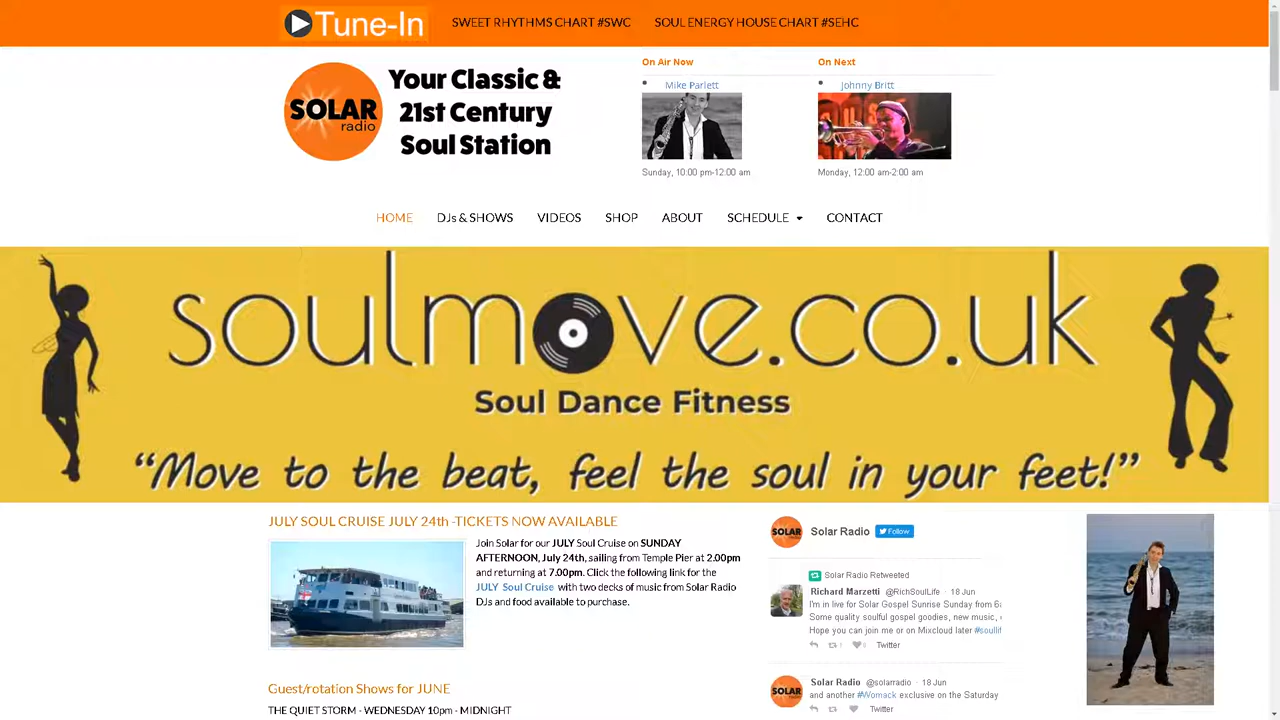 Tune-In
SWEET RHYTHMS CHART #SWC
SOUL ENERGY HOUSE CHART #SEHC
SOLAR
radio
Your Classic &
21st Century
Soul Station
On Air Now
Mike Parlett
Sunday, 10:00 pm-12:00 am
On Next
Johnny Britt
Monday, 12:00 am-2:00 am
HOME
DJs & SHOWS
VIDEOS
SHOP
ABOUT
SCHEDULE
CONTACT
soulmove.co.uk
Soul Dance Fitness
“Move to the beat, feel the soul in your feet!”
JULY SOUL CRUISE JULY 24th -TICKETS NOW AVAILABLE
Join Solar for our JULY Soul Cruise on SUNDAY
AFTERNOON, July 24th, sailing from Temple Pier at 2.00pm
and returning at 7.00pm. Click the following link for the
JULY Soul Cruise with two decks of music from Solar Radio
DJs and food available to purchase.
Guest/rotation Shows for JUNE
THE QUIET STORM - WEDNESDAY 10pm - MIDNIGHT
SOLAR
radio
Solar Radio
Follow
Solar Radio Retweeted
Richard Marzetti @RichSoulLife · 18 Jun
I'm in live for Solar Gospel Sunrise Sunday from 6a
Some quality soulful gospel goodies, new music,
Hope you can join me or on Mixcloud later #soullif
1
6
Twitter
SOLAR
radio
Solar Radio @solarradio · 18 Jun
and another #Womack exclusive on the Saturday
Twitter